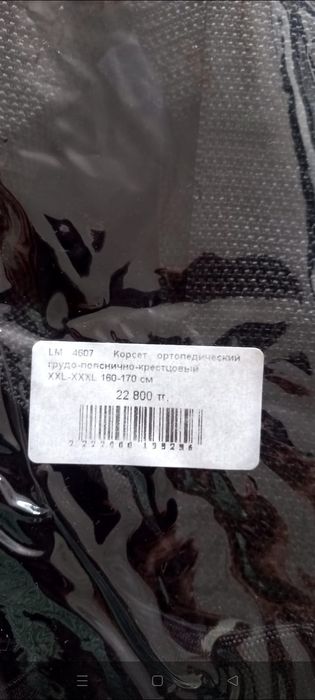 LM 4607 Корсет ортопедический
грудо-пояснично-крестцовый
XXL-XXXL 160-170 см
22 800 тг.